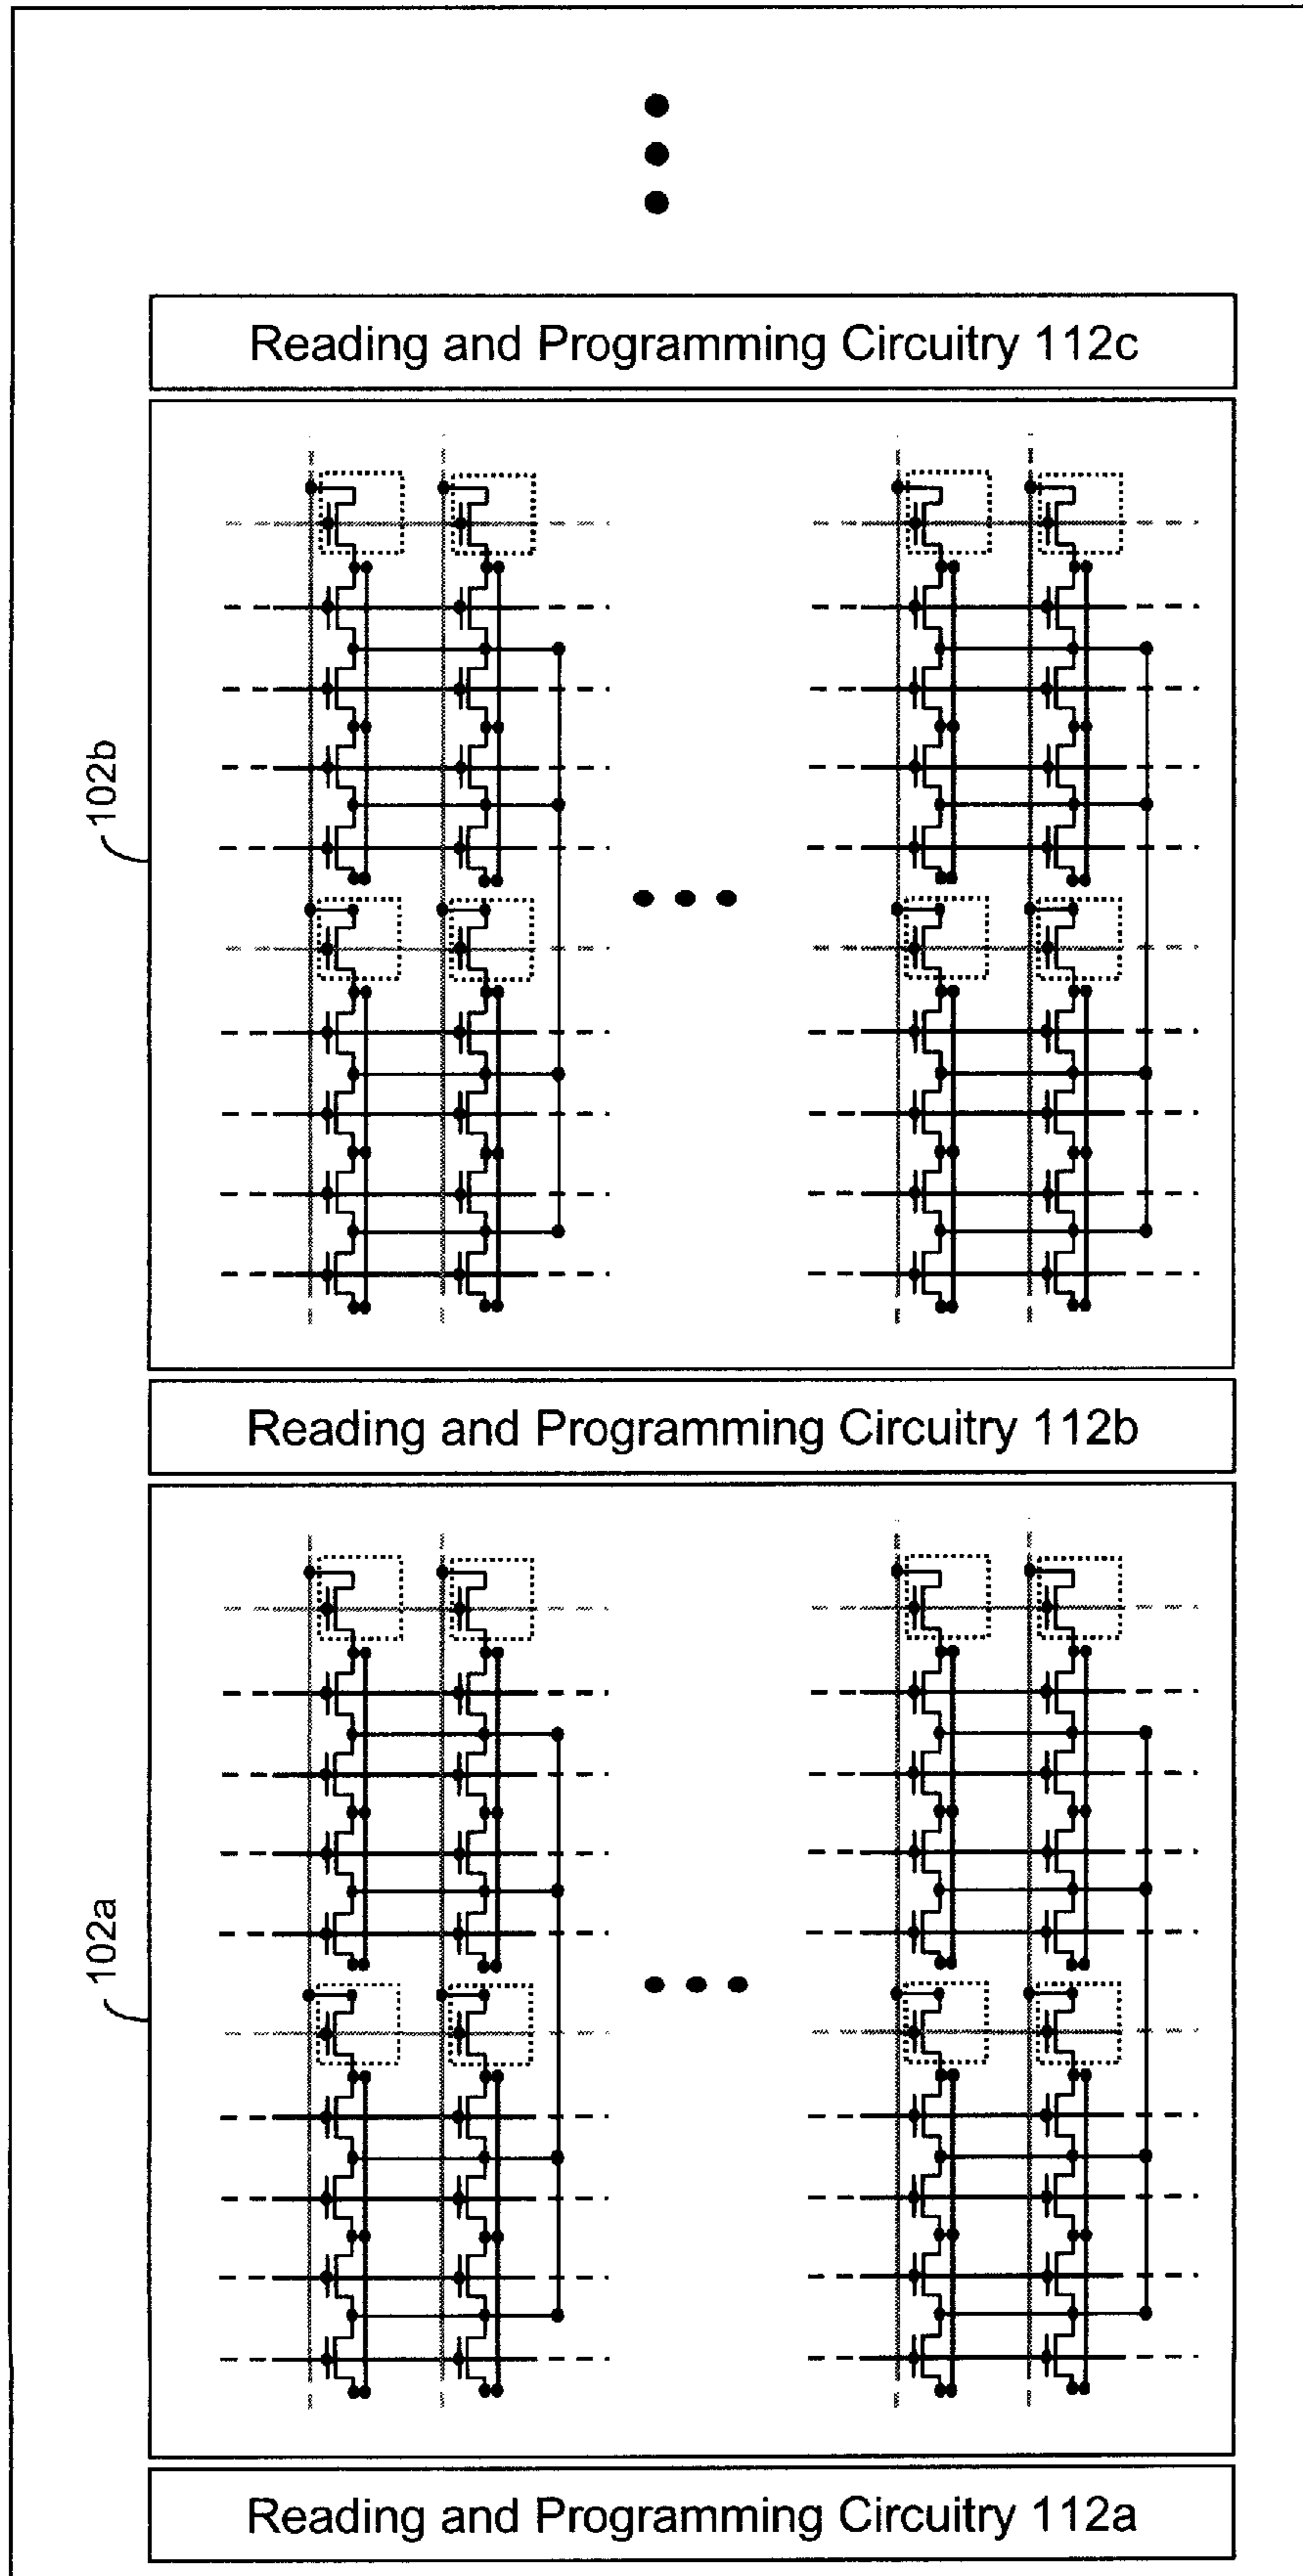 Reading and Programming Circuitry 112c
102b
Reading and Programming Circuitry 112b
102a
Reading and Programming Circuitry 112a